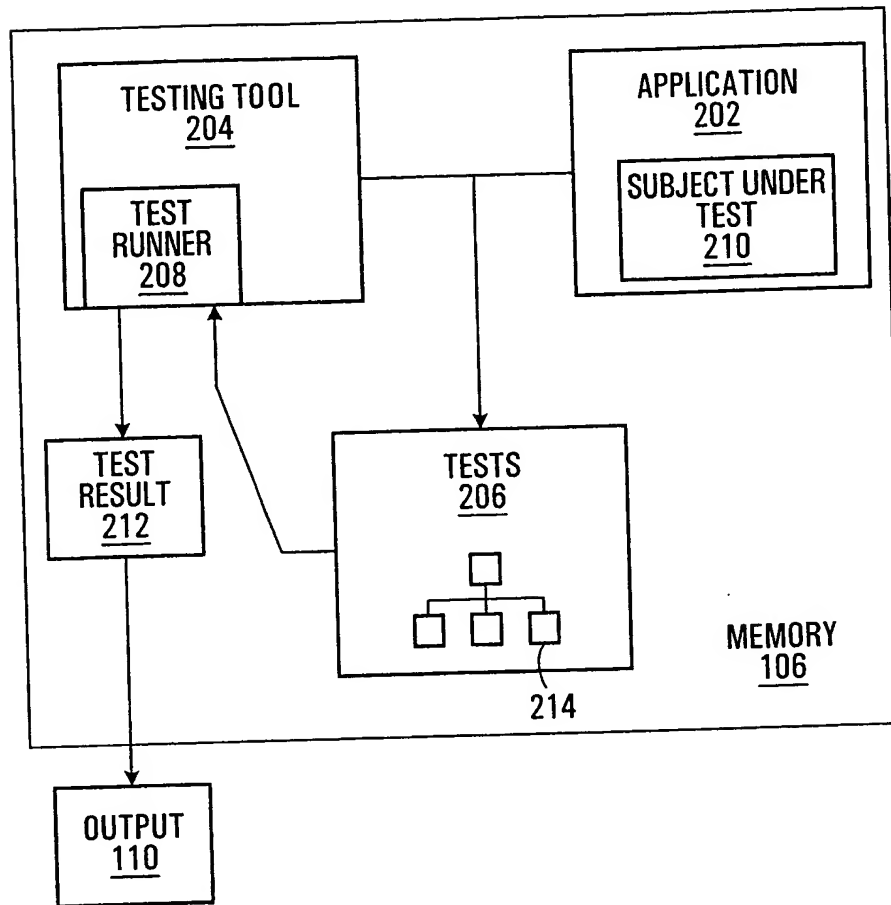 TESTING TOOL
204
APPLICATION
202
TEST
RUNNER
208
SUBJECT UNDER
TEST
210
TEST
RESULT
212
TESTS
206
214
MEMORY
106
OUTPUT
110